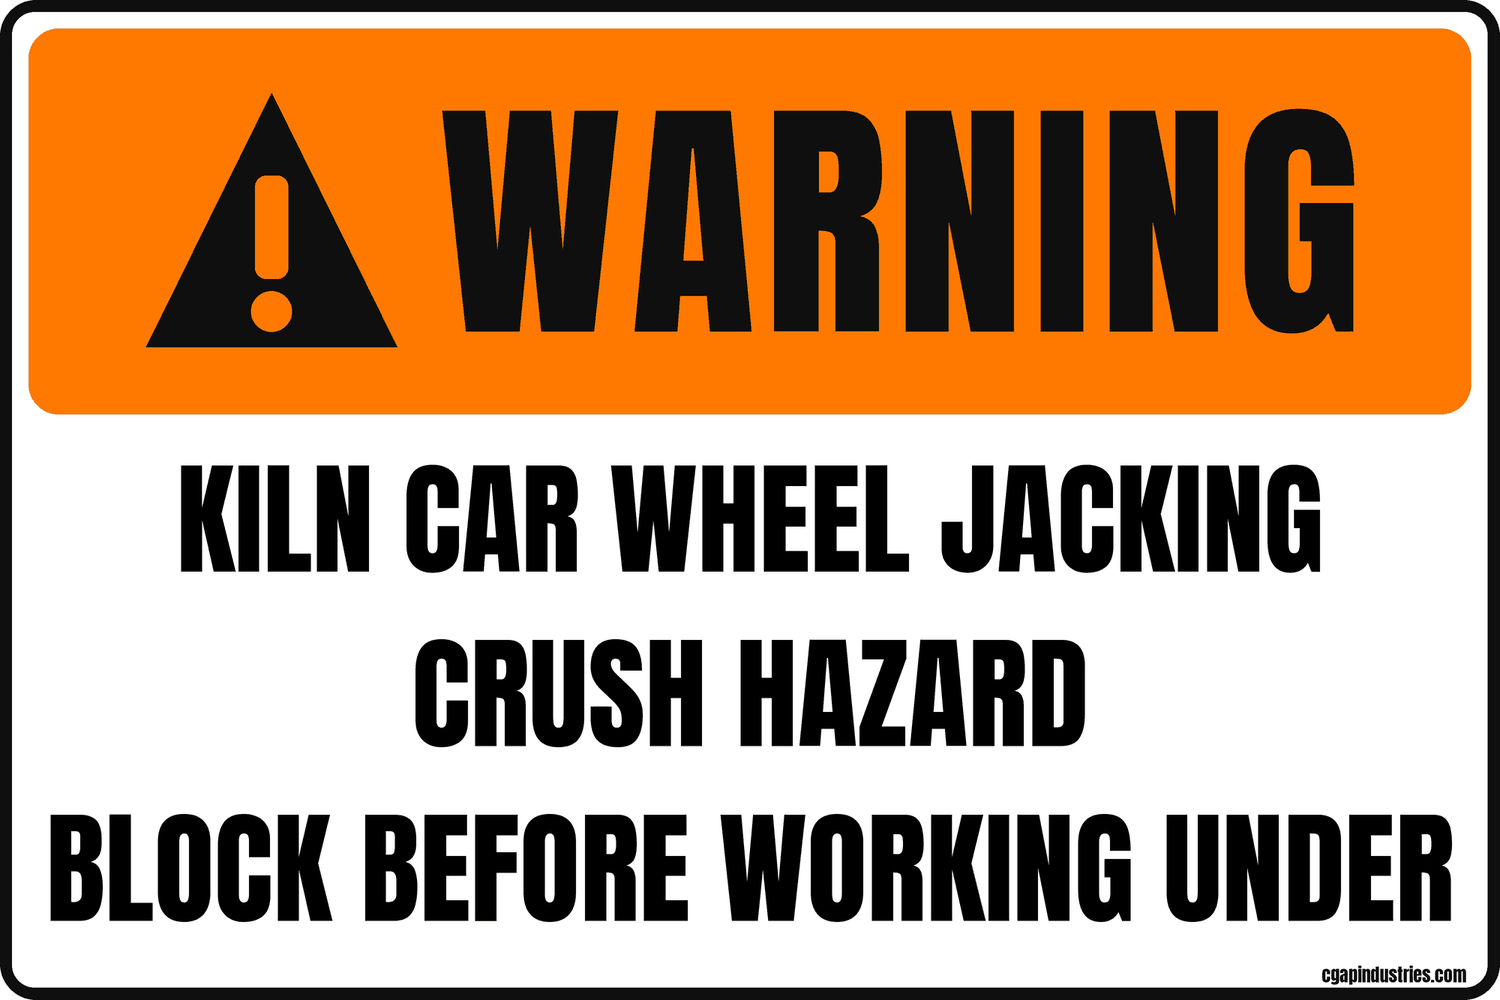 WARNING
KILN CAR WHEEL JACKING
CRUSH HAZARD
BLOCK BEFORE WORKING UNDER
cgapindustries.com